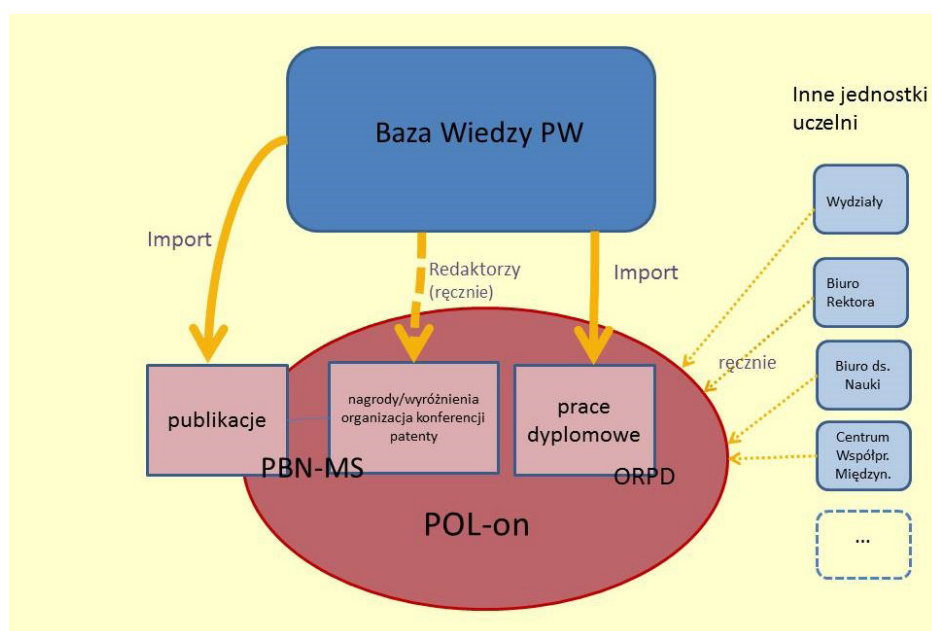 Baza Wiedzy PW
Inne jednostki
uczelni
Wydziały
Import
Redaktorzy
(ręcznie)
Import
Biuro
Rektora
ręcznie
Biuro ds.
Nauki
publikacje
nagrody/wyróżnienia
organizacja konferencji
patenty
prace
dyplomowe
Centrum
Współpr.
Międzyn.
PBN-MS
ORPD
POL-on
...